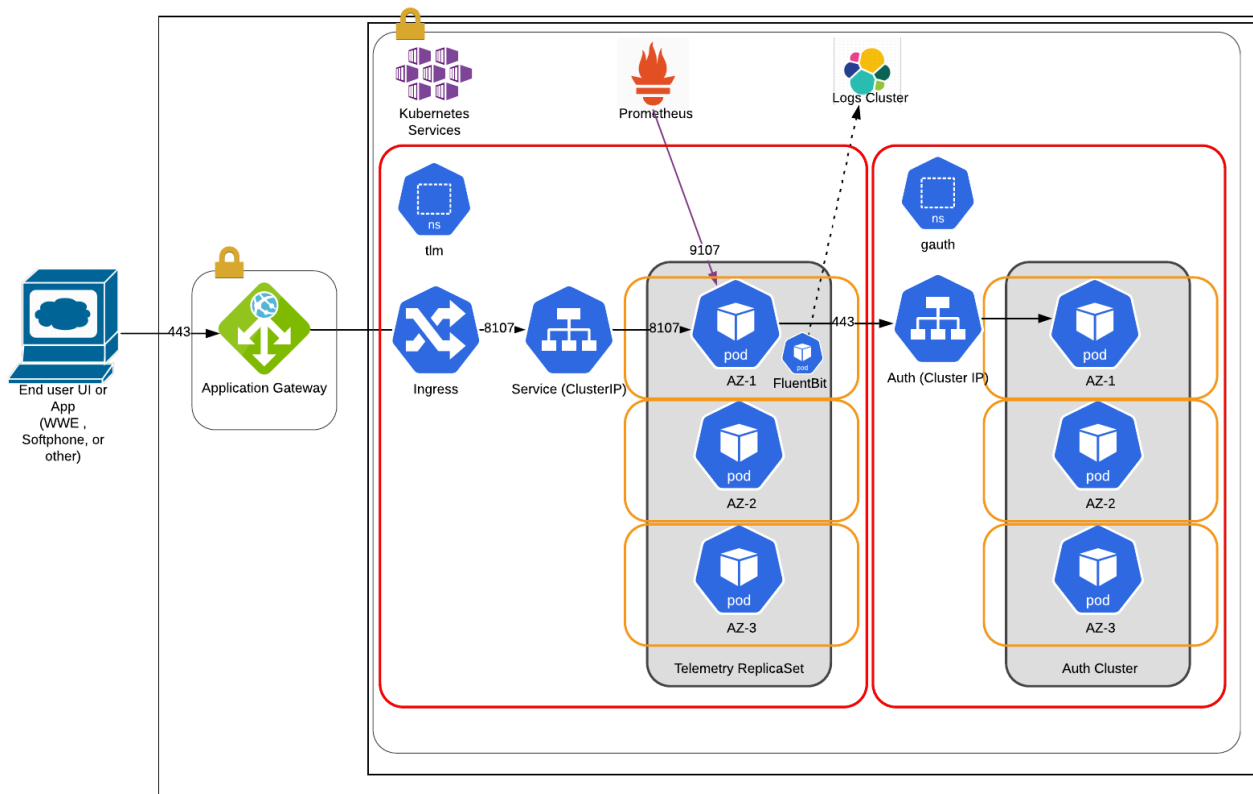 Kubernetes
Services
Prometheus
Logs Cluster
ns
tlm
ns
gauth
9107
443
Application Gateway
End user UI or
App
(WWE ,
Softphone, or
other)
Ingress
8107
Service (ClusterIP)
8107
pod
AZ-1
pod
FluentBit
443
Auth (Cluster IP)
pod
AZ-1
pod
AZ-2
pod
AZ-2
pod
AZ-3
pod
AZ-3
Telemetry ReplicaSet
Auth Cluster